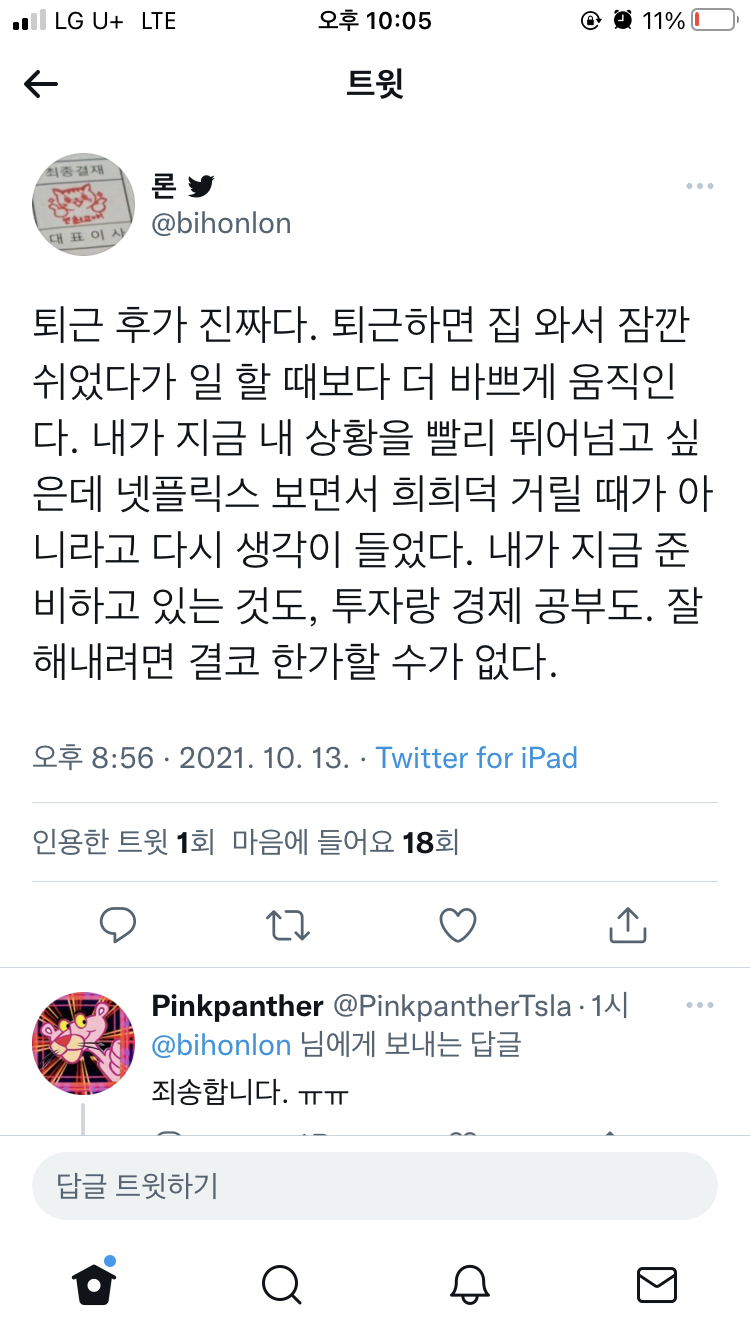 LG U+ LTE 오후 10:05 11%
트윗
최종결재
대표이사
론
@bihonlon
퇴근 후가 진짜다. 퇴근하면 집 와서 잠깐
쉬었다가 일 할 때보다 더 바쁘게 움직인
다. 내가 지금 내 상황을 빨리 뛰어넘고 싶
은데 넷플릭스 보면서 희희덕 거릴 때가 아
니라고 다시 생각이 들었다. 내가 지금 준
비하고 있는 것도, 투자랑 경제 공부도. 잘
해내려면 결코 한가할 수가 없다.
오후 8:56 · 2021. 10. 13. · Twitter for iPad
인용한 트윗 1회 마음에 들어요 18회
Pinkpanther @PinkpantherTsla · 1시
@bihonlon 님에게 보내는 답글
죄송합니다. ㅠㅠ
답글 트윗하기